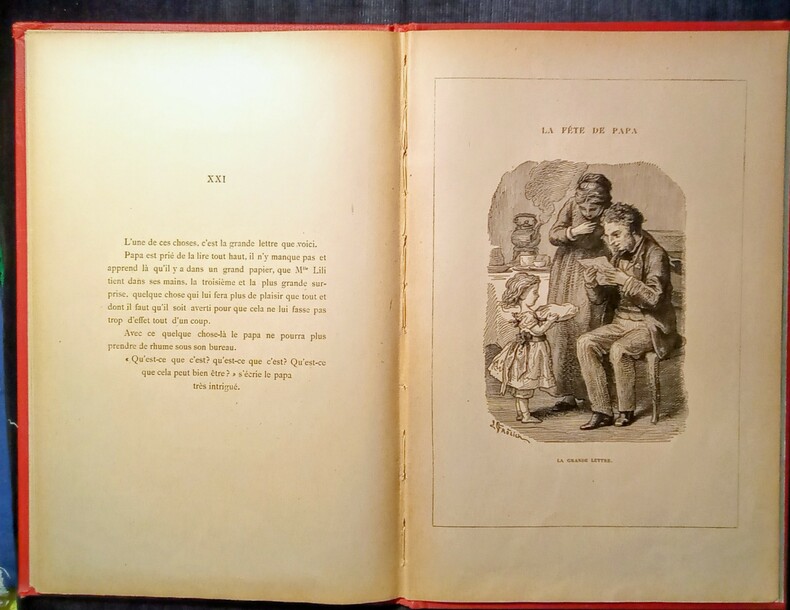 XXI
L'une de ces choses, c'est la grande lettre que voici.
Papa est prié de la lire tout haut, il n'y manque pas et
apprend là qu'il y a dans un grand papier, que Mlle Lili
tient dans ses mains, la troisième et la plus grande sur-
prise, quelque chose qui lui fera plus de plaisir que tout et
dont il faut qu'il soit averti pour que cela ne lui fasse pas
trop d'effet tout d'un coup.
Avec ce quelque chose-là le papa ne pourra plus
prendre de rhume sous son bureau.
« Qu'est-ce que c'est? qu'est-ce que c'est? Qu'est-ce
que cela peut bien être? » s'écrie le papa
très intrigué.
LA FÊTE DE PAPA
LA GRANDE LETTRE.